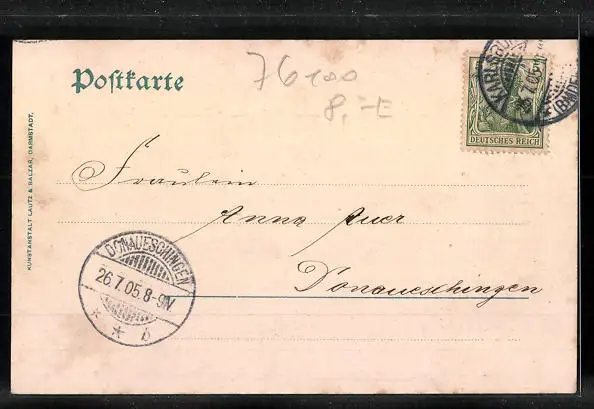 Postkarte
76100
8,-E
DEUTSCHES REICH
KUNSTANSTALT LAUTZ & BALZAR, DARMSTADT.
Fräulein
Anna Auer
DONAUESCHINGEN
26.7.05.8-9N.
* * b
Donaueschingen